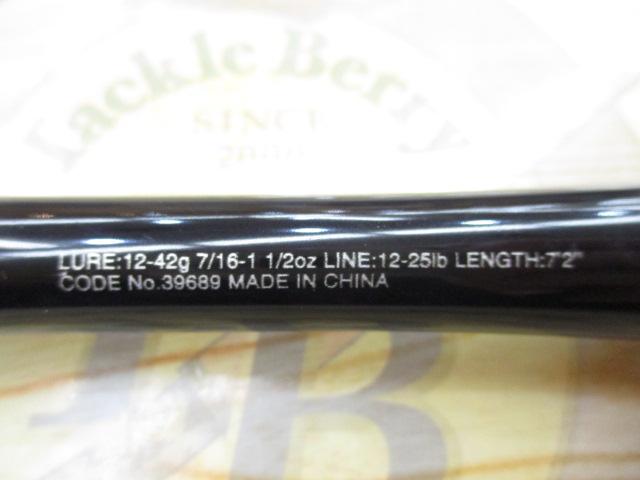 Tackle Berry
SINCE
LURE:12-42g 7/16-1 1/2oz LINE:12-25lb LENGTH:7'2"
CODE No.39689 MADE IN CHINA